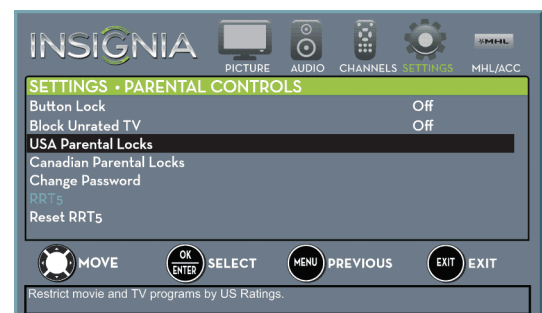 INSIGNIA
PICTURE AUDIO CHANNELS SETTINGS MHL MHL/ACC
SETTINGS • PARENTAL CONTROLS
Button Lock Off
Block Unrated TV Off
USA Parental Locks
Canadian Parental Locks
Change Password
RRT5
Reset RRT5
MOVE OK ENTER SELECT MENU PREVIOUS EXIT EXIT
Restrict movie and TV programs by US Ratings.